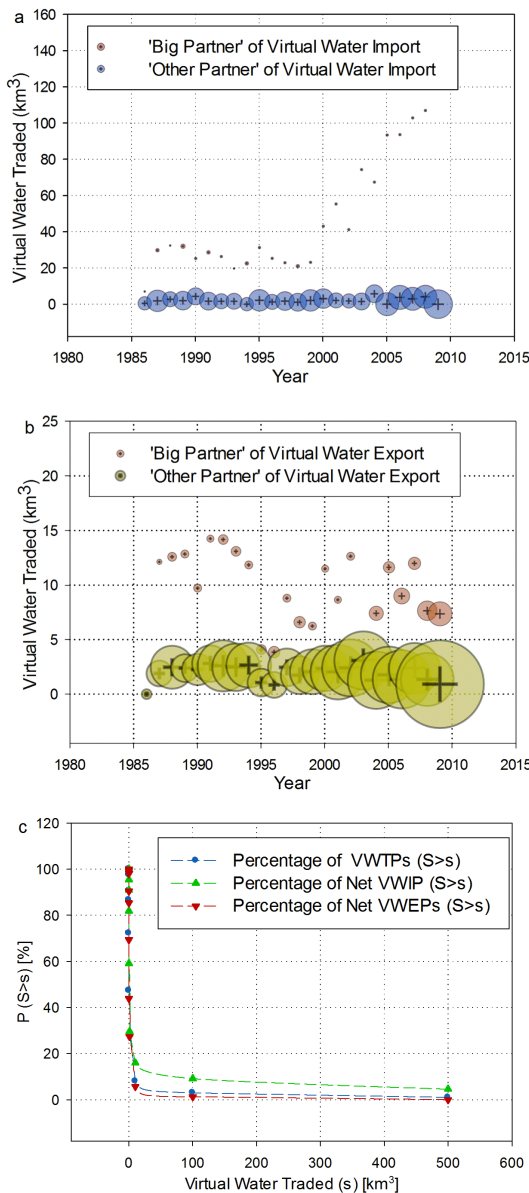 a
160
140
120
100
80
60
40
20
0
Virtual Water Traded (km³)
'Big Partner' of Virtual Water Import
'Other Partner' of Virtual Water Import
1980 1985 1990 1995 2000 2005 2010 2015
Year
b
25
20
15
10
5
0
Virtual Water Traded (km³)
'Big Partner' of Virtual Water Export
'Other Partner' of Virtual Water Export
1980 1985 1990 1995 2000 2005 2010 2015
Year
c
120
100
80
60
40
20
0
P (S>s) [%]
Percentage of VWTPs (S>s)
Percentage of Net VWIP (S>s)
Percentage of Net VWEPs (S>s)
0 100 200 300 400 500 600
Virtual Water Traded (s) [km³]